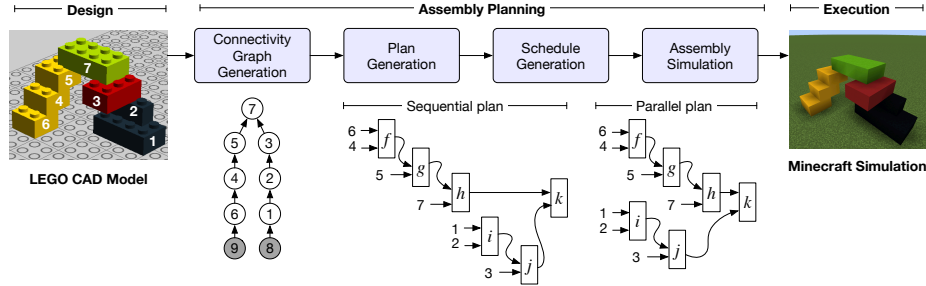 Design
Assembly Planning
Execution
Connectivity
Graph
Generation
Plan
Generation
Schedule
Generation
Assembly
Simulation
7
5
4
3
2
6
1
LEGO CAD Model
7
5
3
4
2
6
1
9
8
Sequential plan
6
4
f
5
g
7
h
k
1
2
i
3
j
Parallel plan
6
4
f
5
g
7
h
k
1
2
i
3
j
Minecraft Simulation